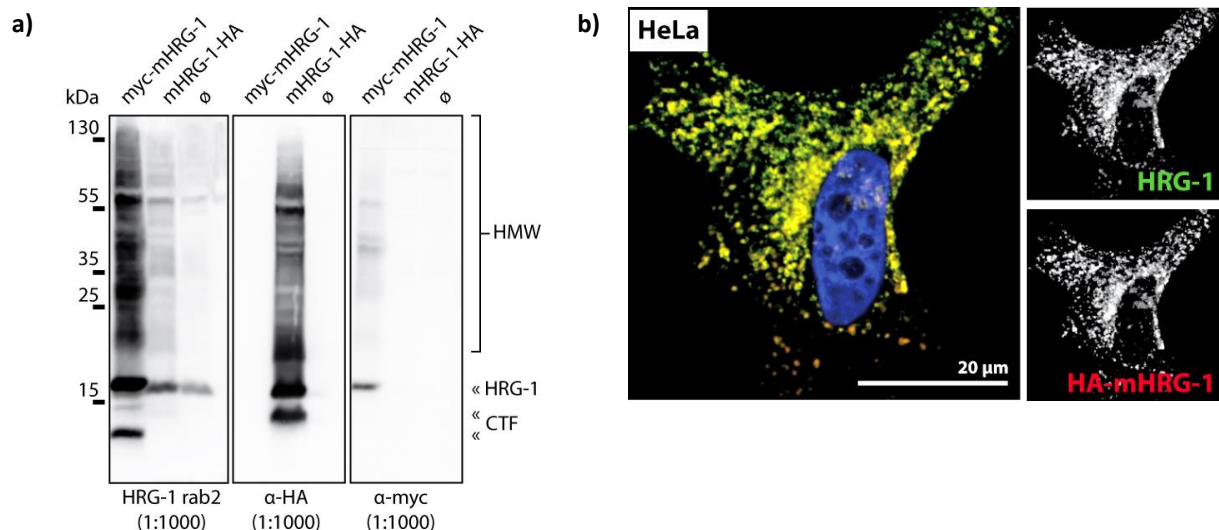 a)
kDa
myc-mHRG-1
mHRG-1-HA
ø
myc-mHRG-1
mHRG-1-HA
ø
myc-mHRG-1
mHRG-1-HA
ø
130
55
35
25
15
HMW
« HRG-1
«
CTF
«
HRG-1 rab2
(1:1000)
α-HA
(1:1000)
α-myc
(1:1000)
b)
HeLa
20 µm
HRG-1
HA-mHRG-1